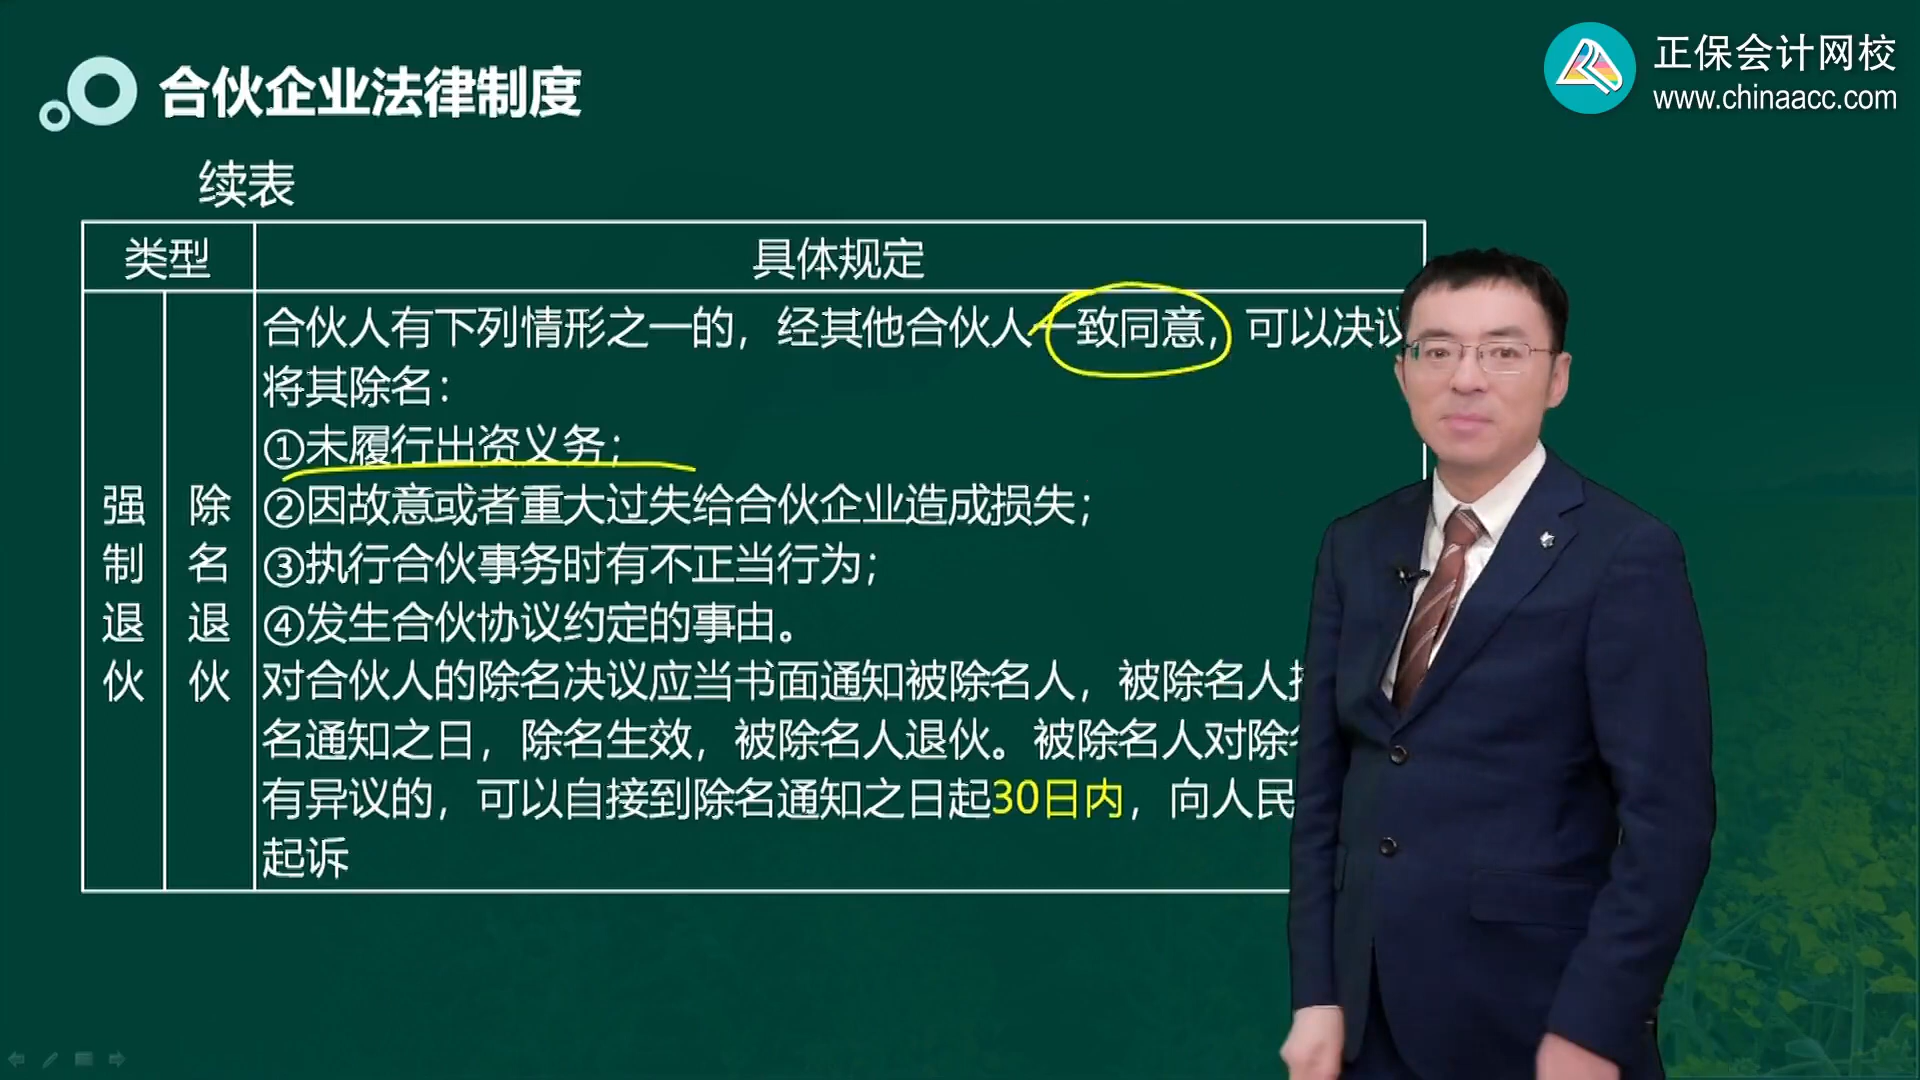 正保会计网校
www.chinaacc.com
合伙企业法律制度
续表
类型
具体规定
强制退伙
除名退伙
合伙人有下列情形之一的，经其他合伙人一致同意，可以决议
将其除名：
①未履行出资义务；
②因故意或者重大过失给合伙企业造成损失；
③执行合伙事务时有不正当行为；
④发生合伙协议约定的事由。
对合伙人的除名决议应当书面通知被除名人，被除名人
名通知之日，除名生效，被除名人退伙。被除名人对除
有异议的，可以自接到除名通知之日起30日内，向人民
起诉